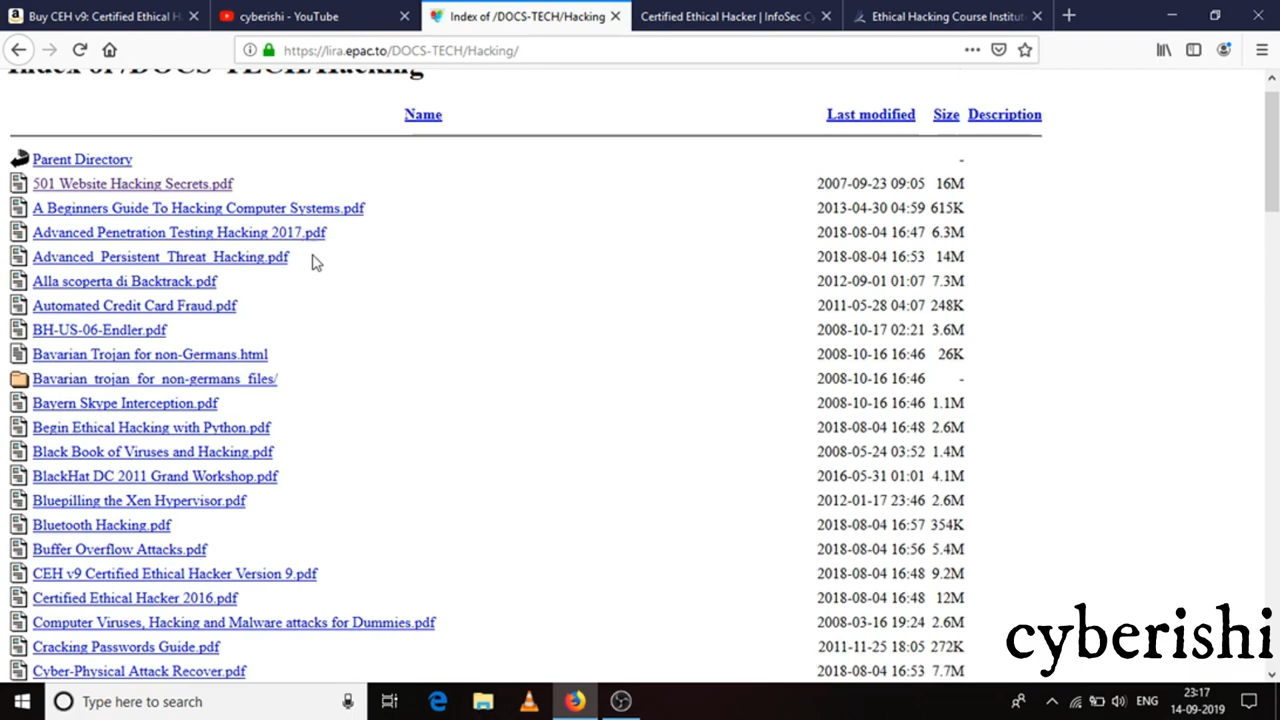 Buy CEH v9: Certified Ethical H
cyberishi - YouTube
Index of /DOCS-TECH/Hacking
Certified Ethical Hacker | InfoSec Cy
Ethical Hacking Course Institut
https://lira.epac.to/DOCS-TECH/Hacking/
Index of /DOCS-TECH/Hacking
Name Last modified Size Description
Parent Directory -
501 Website Hacking Secrets.pdf 2007-09-23 09:05 16M
A Beginners Guide To Hacking Computer Systems.pdf 2013-04-30 04:59 615K
Advanced Penetration Testing Hacking 2017.pdf 2018-08-04 16:47 6.3M
Advanced_Persistent_Threat_Hacking.pdf 2018-08-04 16:53 14M
Alla scoperta di Backtrack.pdf 2012-09-01 01:07 7.3M
Automated Credit Card Fraud.pdf 2011-05-28 04:07 248K
BH-US-06-Endler.pdf 2008-10-17 02:21 3.6M
Bavarian Trojan for non-Germans.html 2008-10-16 16:46 26K
Bavarian_trojan_for_non-germans_files/ 2008-10-16 16:46 -
Bayern Skype Interception.pdf 2008-10-16 16:46 1.1M
Begin Ethical Hacking with Python.pdf 2018-08-04 16:48 2.6M
Black Book of Viruses and Hacking.pdf 2008-05-24 03:52 1.4M
BlackHat DC 2011 Grand Workshop.pdf 2016-05-31 01:01 4.1M
Bluepilling the Xen Hypervisor.pdf 2012-01-17 23:46 2.6M
Bluetooth Hacking.pdf 2018-08-04 16:57 354K
Buffer Overflow Attacks.pdf 2018-08-04 16:56 5.4M
CEH v9 Certified Ethical Hacker Version 9.pdf 2018-08-04 16:48 9.2M
Certified Ethical Hacker 2016.pdf 2018-08-04 16:48 12M
Computer Viruses, Hacking and Malware attacks for Dummies.pdf 2008-03-16 19:24 2.6M
Cracking Passwords Guide.pdf 2011-11-25 18:05 272K
Cyber-Physical Attack Recover.pdf 2018-08-04 16:53 7.7M
cyberishi
Type here to search
ENG
23:17
14-09-2019